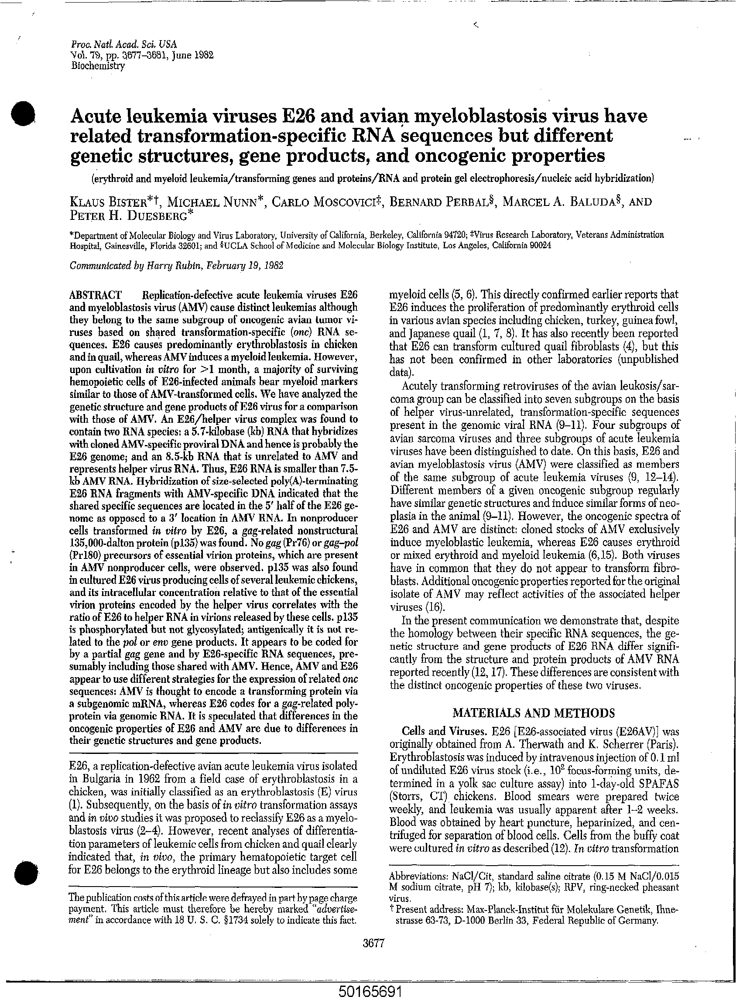 Proc. Natl. Acad. Sci. USA
Vol. 79, pp. 3677–3681, June 1982
Biochemistry
Acute leukemia viruses E26 and avian myeloblastosis virus have
related transformation-specific RNA sequences but different
genetic structures, gene products, and oncogenic properties
(erythroid and myeloid leukemia/transforming genes and proteins/RNA and protein gel electrophoresis/nucleic acid hybridization)
KLAUS BISTER*†, MICHAEL NUNN*, CARLO MOSCOVICI‡, BERNARD PERBAL§, MARCEL A. BALUDA§, AND
PETER H. DUESBERG*
*Department of Molecular Biology and Virus Laboratory, University of California, Berkeley, California 94720; ‡Virus Research Laboratory, Veterans Administration
Hospital, Gainesville, Florida 32601; and §UCLA School of Medicine and Molecular Biology Institute, Los Angeles, California 90024
Communicated by Harry Rubin, February 19, 1982
ABSTRACT Replication-defective acute leukemia viruses E26
and myeloblastosis virus (AMV) cause distinct leukemias although
they belong to the same subgroup of oncogenic avian tumor vi-
ruses based on shared transformation-specific (onc) RNA se-
quences. E26 causes predominantly erythroblastosis in chicken
and in quail, whereas AMV induces a myeloid leukemia. However,
upon cultivation in vitro for >1 month, a majority of surviving
hemopoietic cells of E26-infected animals bear myeloid markers
similar to those of AMV-transformed cells. We have analyzed the
genetic structure and gene products of E26 virus for a comparison
with those of AMV. An E26/helper virus complex was found to
contain two RNA species: a 5.7-kilobase (kb) RNA that hybridizes
with cloned AMV-specific proviral DNA and hence is probably the
E26 genome; and an 8.5-kb RNA that is unrelated to AMV and
represents helper virus RNA. Thus, E26 RNA is smaller than 7.5-
kb AMV RNA. Hybridization of size-selected poly(A)-terminating
E26 RNA fragments with AMV-specific DNA indicated that the
shared specific sequences are located in the 5′ half of the E26 ge-
nome as opposed to a 3′ location in AMV RNA. In nonproducer
cells transformed in vitro by E26, a gag-related nonstructural
135,000-dalton protein (p135) was found. No gag (Pr76) or gag–pol
(Pr180) precursors of essential virion proteins, which are present
in AMV nonproducer cells, were observed. p135 was also found
in cultured E26 virus producing cells of several leukemic chickens,
and its intracellular concentration relative to that of the essential
virion proteins encoded by the helper virus correlates with the
ratio of E26 to helper RNA in virions released by these cells. p135
is phosphorylated but not glycosylated; antigenically it is not re-
lated to the pol or env gene products. It appears to be coded for
by a partial gag gene and by E26-specific RNA sequences, pre-
sumably including those shared with AMV. Hence, AMV and E26
appear to use different strategies for the expression of related onc
sequences: AMV is thought to encode a transforming protein via
a subgenomic mRNA, whereas E26 codes for a gag-related poly-
protein via genomic RNA. It is speculated that differences in the
oncogenic properties of E26 and AMV are due to differences in
their genetic structures and gene products.
E26, a replication-defective avian acute leukemia virus isolated
in Bulgaria in 1962 from a field case of erythroblastosis in a
chicken, was initially classified as an erythroblastosis (E) virus
(1). Subsequently, on the basis of in vitro transformation assays
and in vivo studies it was proposed to reclassify E26 as a myelo-
blastosis virus (2–4). However, recent analyses of differentia-
tion parameters of leukemic cells from chicken and quail clearly
indicated that, in vivo, the primary hematopoietic target cell
for E26 belongs to the erythroid lineage but also includes some
The publication costs of this article were defrayed in part by page charge
payment. This article must therefore be hereby marked "advertise-
ment" in accordance with 18 U. S. C. §1734 solely to indicate this fact.
myeloid cells (5, 6). This directly confirmed earlier reports that
E26 induces the proliferation of predominantly erythroid cells
in various avian species including chicken, turkey, guinea fowl,
and Japanese quail (1, 7, 8). It has also recently been reported
that E26 can transform cultured quail fibroblasts (4), but this
has not been confirmed in other laboratories (unpublished
data).
Acutely transforming retroviruses of the avian leukosis/sar-
coma group can be classified into seven subgroups on the basis
of helper virus-unrelated, transformation-specific sequences
present in the genomic viral RNA (9–11). Four subgroups of
avian sarcoma viruses and three subgroups of acute leukemia
viruses have been distinguished to date. On this basis, E26 and
avian myeloblastosis virus (AMV) were classified as members
of the same subgroup of acute leukemia viruses (9, 12–14).
Different members of a given oncogenic subgroup regularly
have similar genetic structures and induce similar forms of neo-
plasia in the animal (9–11). However, the oncogenic spectra of
E26 and AMV are distinct: cloned stocks of AMV exclusively
induce myeloblastic leukemia, whereas E26 causes erythroid
or mixed erythroid and myeloid leukemia (6,15). Both viruses
have in common that they do not appear to transform fibro-
blasts. Additional oncogenic properties reported for the original
isolate of AMV may reflect activities of the associated helper
viruses (16).
In the present communication we demonstrate that, despite
the homology between their specific RNA sequences, the ge-
netic structure and gene products of E26 RNA differ signifi-
cantly from the structure and protein products of AMV RNA
reported recently (12, 17). These differences are consistent with
the distinct oncogenic properties of these two viruses.
MATERIALS AND METHODS
Cells and Viruses. E26 [E26-associated virus (E26AV)] was
originally obtained from A. Therwath and K. Scherrer (Paris).
Erythroblastosis was induced by intravenous injection of 0.1 ml
of undiluted E26 virus stock (i.e., 10⁵ focus-forming units, de-
termined in a yolk sac culture assay) into 1-day-old SPAFAS
(Storrs, CT) chickens. Blood smears were prepared twice
weekly, and leukemia was usually apparent after 1–2 weeks.
Blood was obtained by heart puncture, heparinized, and cen-
trifuged for separation of blood cells. Cells from the buffy coat
were cultured in vitro as described (12). In vitro transformation
Abbreviations: NaCl/Cit, standard saline citrate (0.15 M NaCl/0.015
M sodium citrate, pH 7); kb, kilobase(s); RPV, ring-necked pheasant
virus.
† Present address: Max-Planck-Institut für Molekulare Genetik, Ihne-
strasse 63-73, D-1000 Berlin 33, Federal Republic of Germany.
3677
50165691